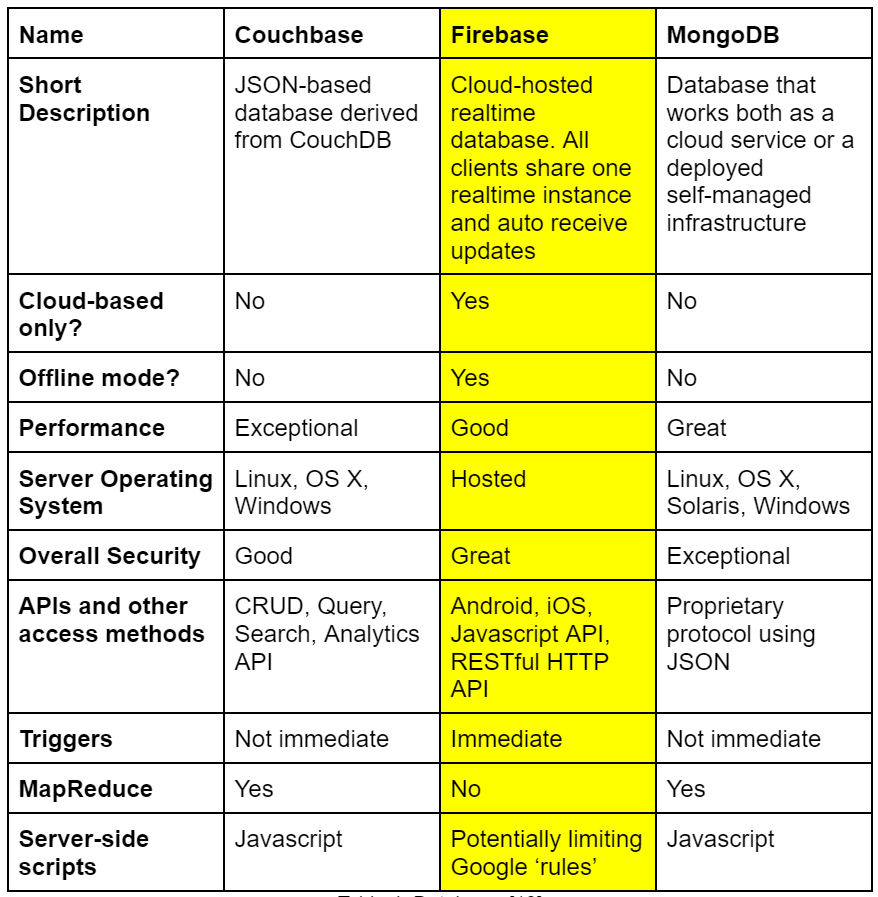 Name Couchbase Firebase MongoDB
Short
Description
JSON-based
database derived
from CouchDB
Cloud-hosted
realtime
database. All
clients share one
realtime instance
and auto receive
updates
Database that
works both as a
cloud service or a
deployed
self-managed
infrastructure
Cloud-based
only?
No
Yes
No
Offline mode? No Yes No
Performance Exceptional Good Great
Server Operating
System
Linux, OS X,
Windows
Hosted
Linux, OS X,
Solaris, Windows
Overall Security Good Great Exceptional
APIs and other
access methods
CRUD, Query,
Search, Analytics
API
Android, iOS,
Javascript API,
RESTful HTTP
API
Proprietary
protocol using
JSON
Triggers Not immediate Immediate Not immediate
MapReduce Yes No Yes
Server-side
scripts
Javascript
Potentially limiting
Google ‘rules’
Javascript